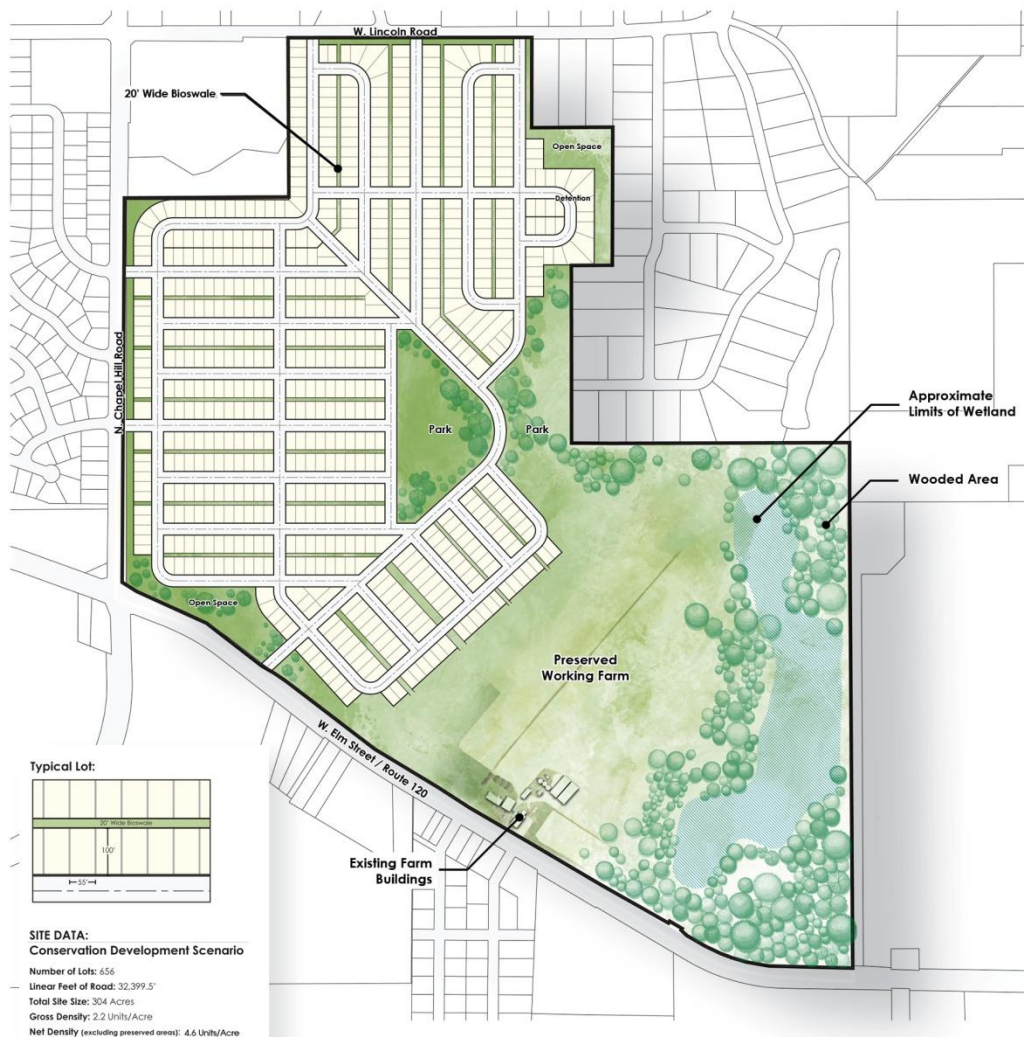 W. Lincoln Road
20' Wide Bioswale
Open Space
Detention
N. Chapel Hill Road
Park
Park
Approximate
Limits of Wetland
Wooded Area
Open Space
Preserved
Working Farm
W. Elm Street / Route 120
Existing Farm
Buildings
Typical Lot:
20' Wide Bioswale
100'
55'
SITE DATA:
Conservation Development Scenario
Number of Lots: 656
Linear Feet of Road: 32,399.5'
Total Site Size: 304 Acres
Gross Density: 2.2 Units/Acre
Net Density (excluding preserved areas): 4.6 Units/Acre